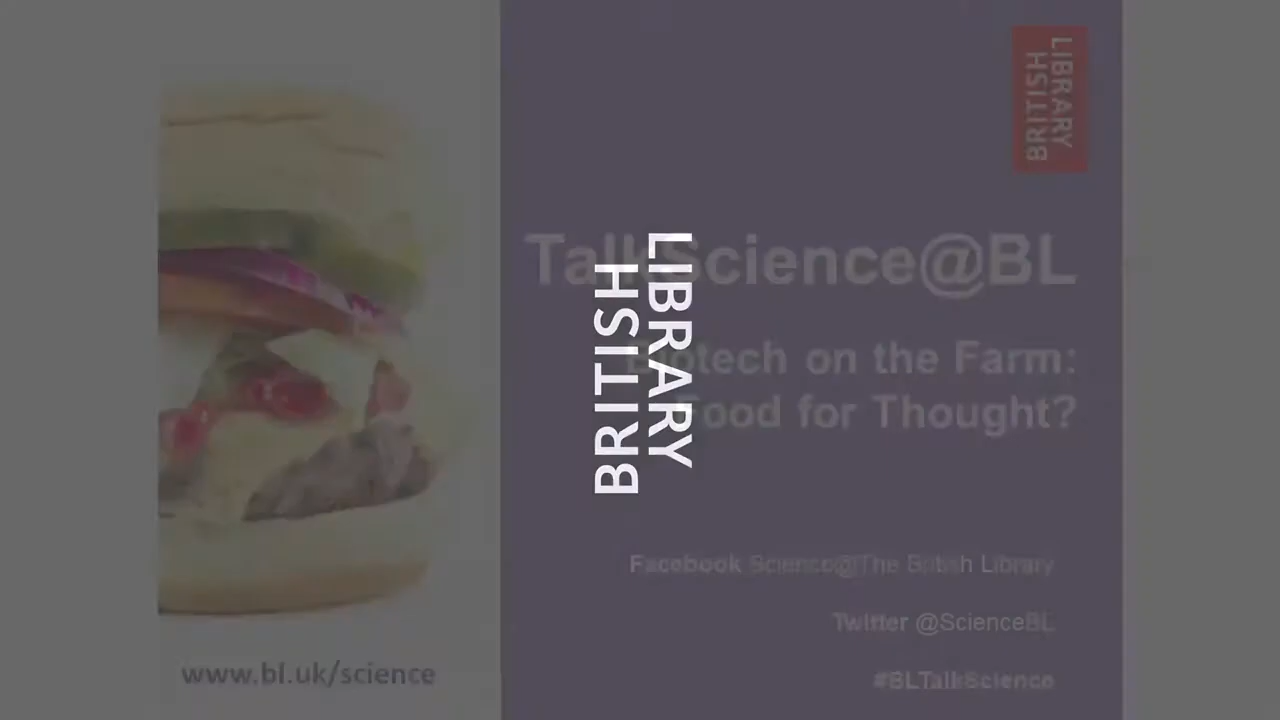 LIBRARY
BRITISH
TalkScience@BL
LIBRARY
BRITISH
Biotech on the Farm:
Food for Thought?
Facebook Science@The British Library
Twitter @ScienceBL
www.bl.uk/science
#BLTalkScience